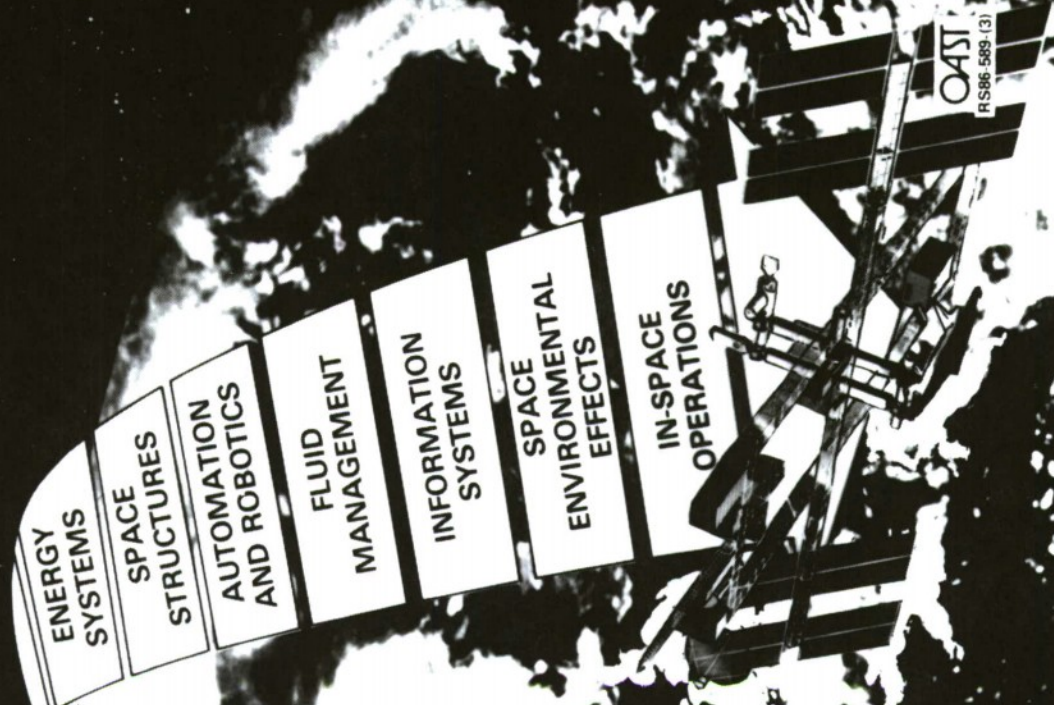 ENERGY
SYSTEMS
SPACE
STRUCTURES
AUTOMATION
AND ROBOTICS
FLUID
MANAGEMENT
INFORMATION
SYSTEMS
SPACE
ENVIRONMENTAL
EFFECTS
IN-SPACE
OPERATIONS
OAST
RS86-589-(3)